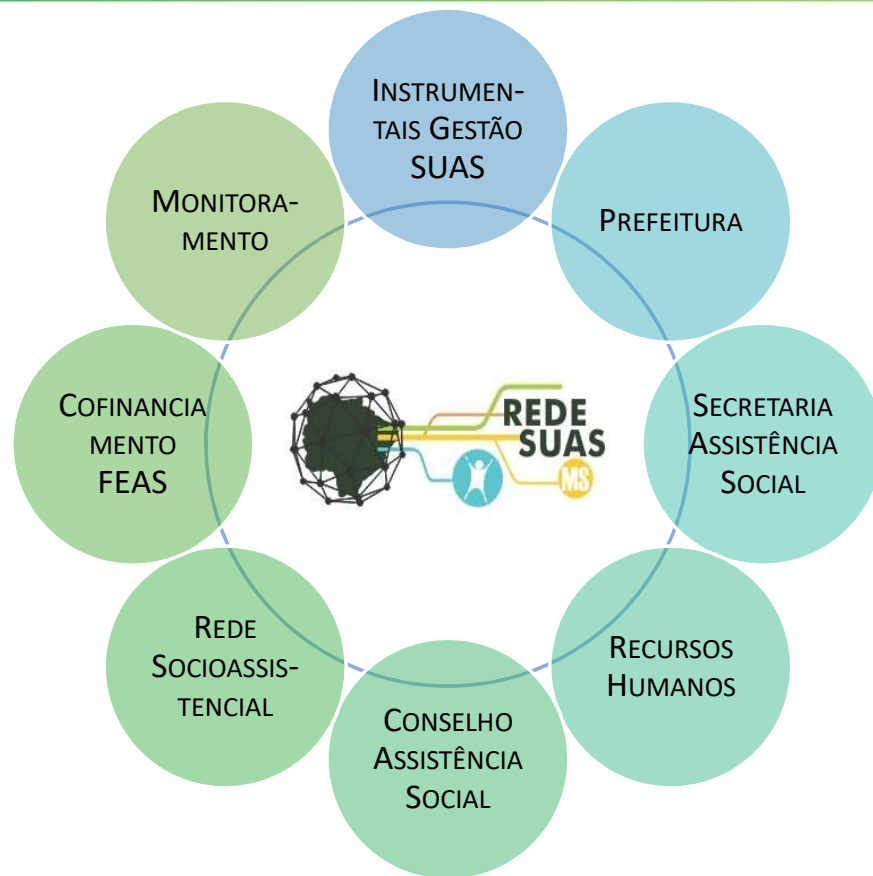 INSTRUMEN-
TAIS GESTÃO
SUAS
PREFEITURA
SECRETARIA
ASSISTÊNCIA
SOCIAL
RECURSOS
HUMANOS
CONSELHO
ASSISTÊNCIA
SOCIAL
REDE
SOCIOASSIS-
TENCIAL
COFINANCIA
MENTO
FEAS
MONITORA-
MENTO
REDE
SUAS
MS